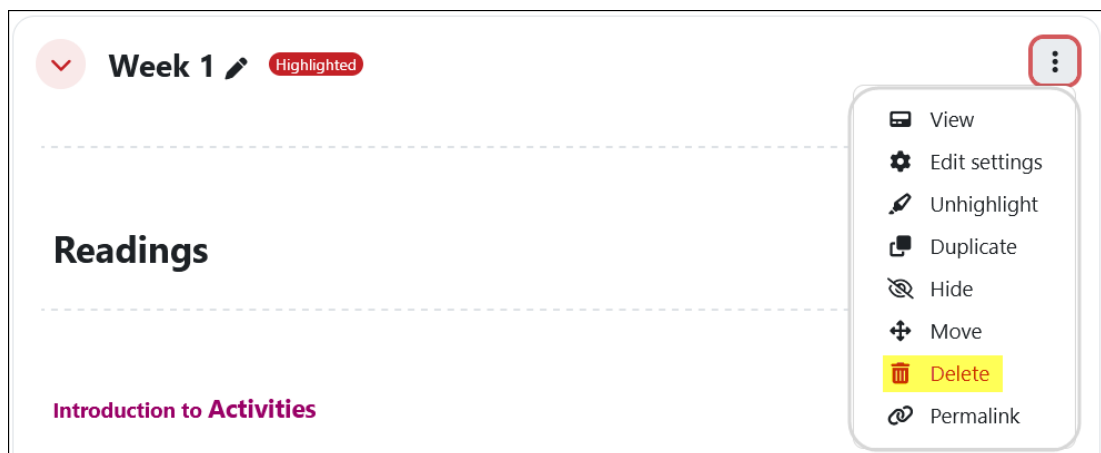 Week 1
Highlighted
View
Edit settings
Unhighlight
Duplicate
Hide
Move
Delete
Permalink
Readings
Introduction to Activities